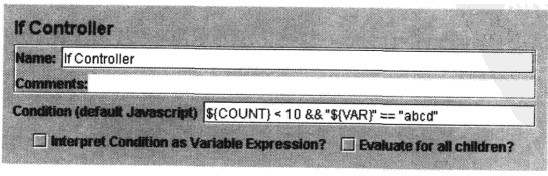 If Controller
Name: If Controller
Comments:
Condition (default Javascript) ${COUNT} < 10 && "${VAR}" == "abcd"
Interpret Condition as Variable Expression? Evaluate for all children?